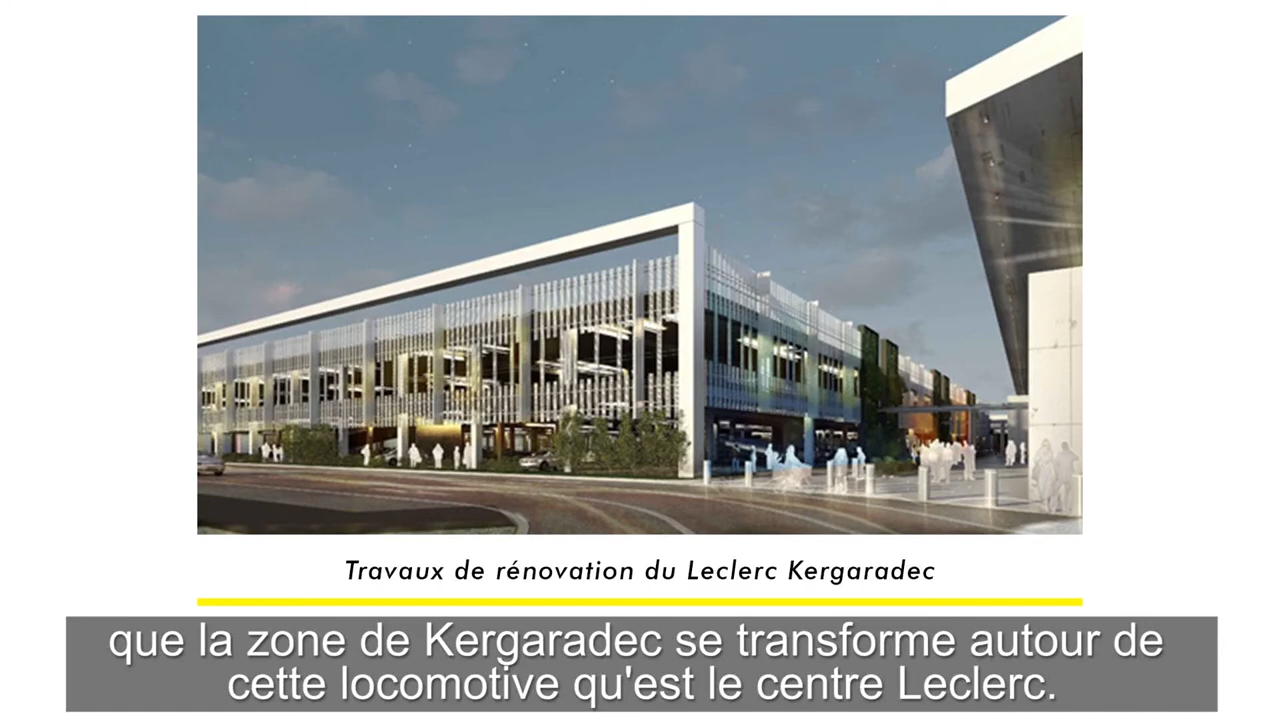 Travaux de rénovation du Leclerc Kergaradec
que la zone de Kergaradec se transforme autour de
cette locomotive qu'est le centre Leclerc.